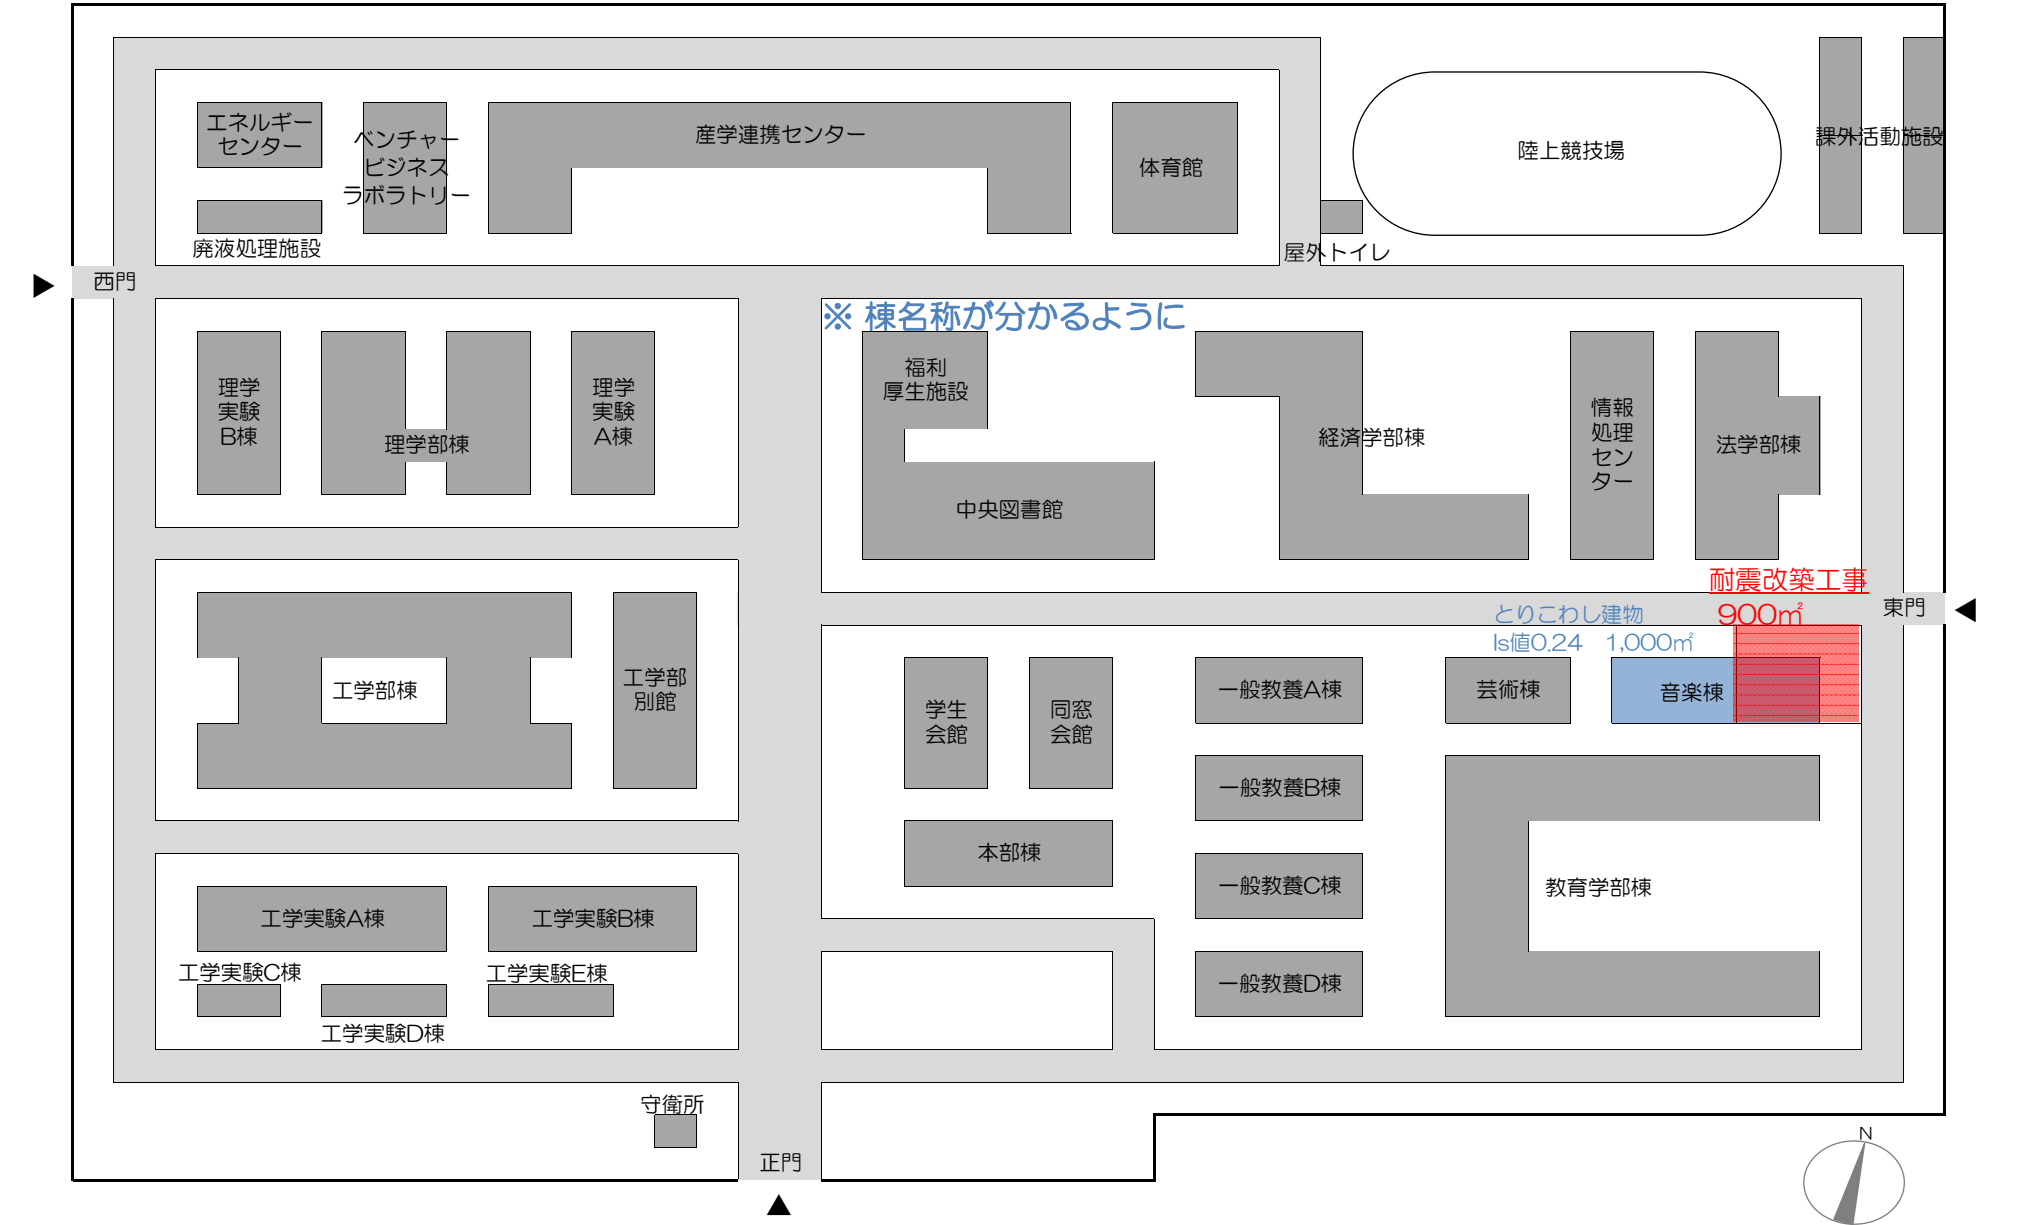 エネルギー
センター
ベンチャー
ビジネス
ラボラトリー
産学連携センター
体育館
陸上競技場
課外活動施設
廃液処理施設
屋外トイレ
西門
※ 棟名称が分かるように
理学
実験
B棟
理学部棟
理学
実験
A棟
福利
厚生施設
中央図書館
経済学部棟
情報
処理
セン
ター
法学部棟
耐震改築工事
900㎡
東門
とりこわし建物
Is値0.24　1,000㎡
工学部棟
工学部
別館
学生
会館
同窓
会館
一般教養A棟
芸術棟
音楽棟
一般教養B棟
本部棟
一般教養C棟
教育学部棟
工学実験A棟
工学実験B棟
工学実験C棟
工学実験E棟
工学実験D棟
一般教養D棟
守衛所
正門
N